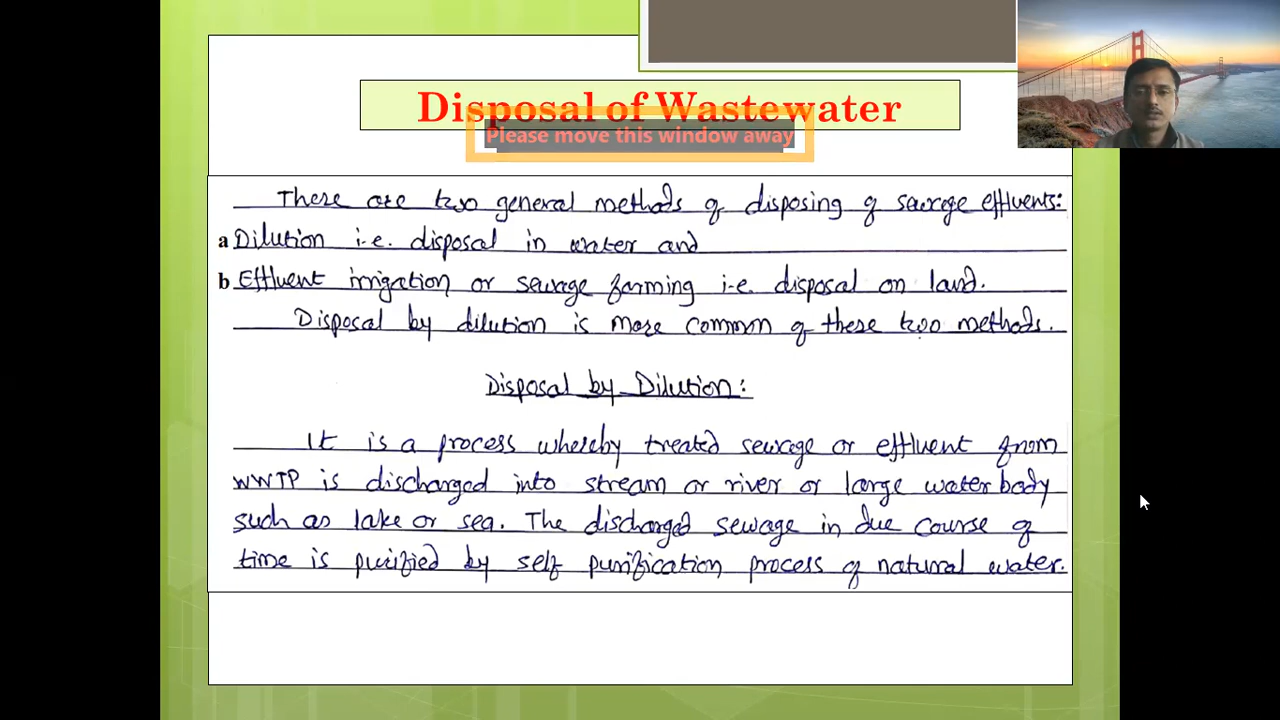 Disposal of Wastewater
Please move this window away
There are two general methods of disposing of sewage effluents:
a Dilution i.e. disposal in water and
b Effluent irrigation or sewage farming i.e. disposal on land.
Disposal by dilution is more common of these two methods.
Disposal by Dilution:
It is a process whereby treated sewage or effluent from
WWTP is discharged into stream or river or large water body
such as lake or sea. The discharged sewage in due course of
time is purified by self purification process of natural water.